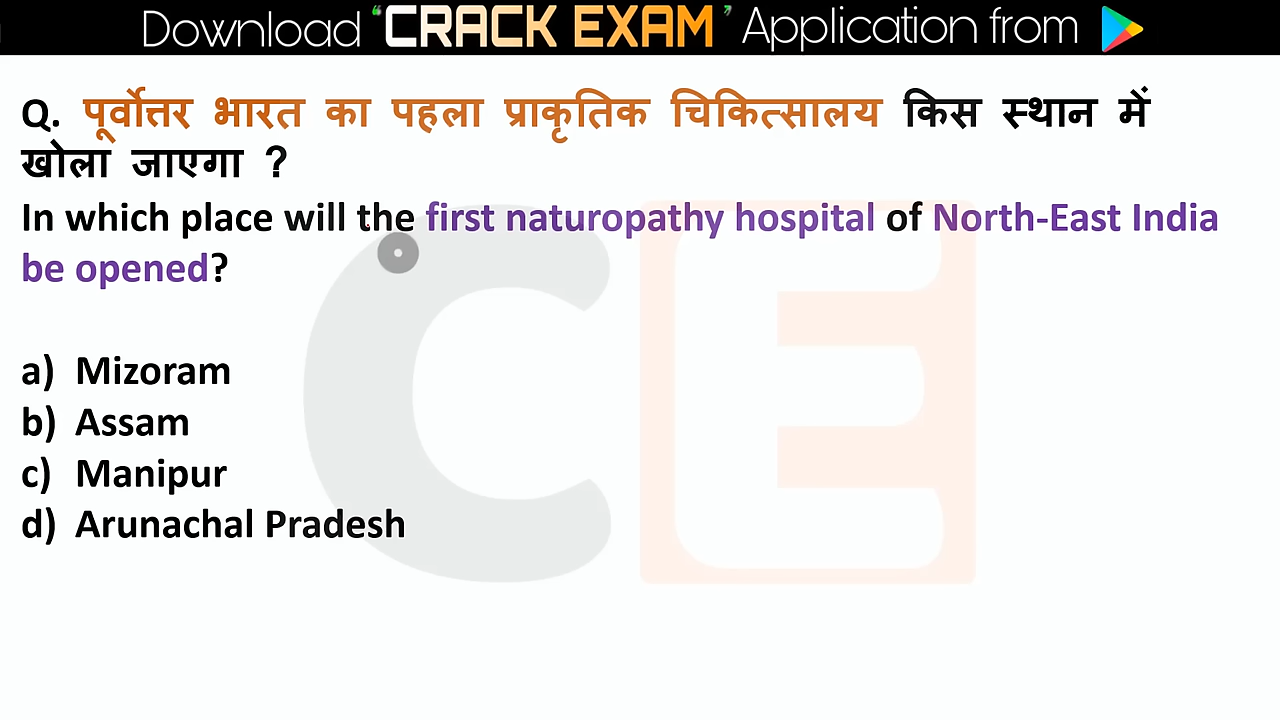 Download “CRACK EXAM” Application from
Q. पूर्वोत्तर भारत का पहला प्राकृतिक चिकित्सालय किस स्थान में
खोला जाएगा ?
In which place will the first naturopathy hospital of North-East India
be opened?
a) Mizoram
b) Assam
c) Manipur
d) Arunachal Pradesh
CE